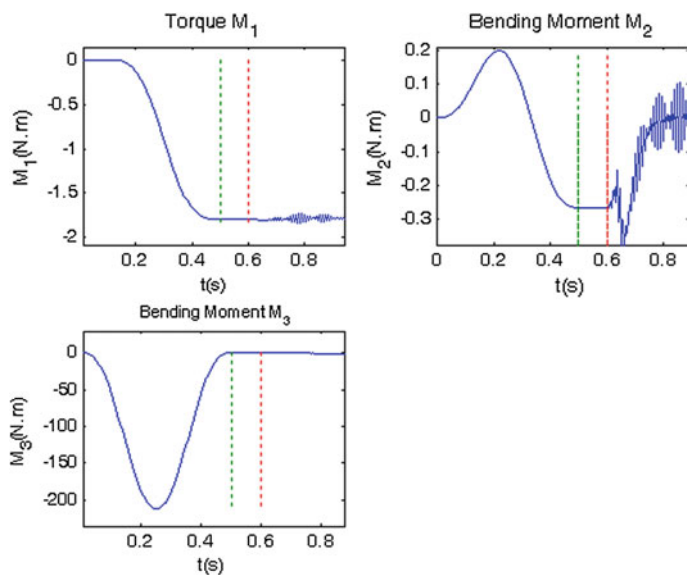 Torque M1
Bending Moment M2
0
-0.5
-1
-1.5
-2
M1(N.m)
0.2 0.4 0.6 0.8
t(s)
0.2
0.1
0
-0.1
-0.2
-0.3
M2(N.m)
0 0.2 0.4 0.6 0.8
t(s)
Bending Moment M3
0
-50
-100
-150
-200
M3(N.m)
0.2 0.4 0.6 0.8
t(s)